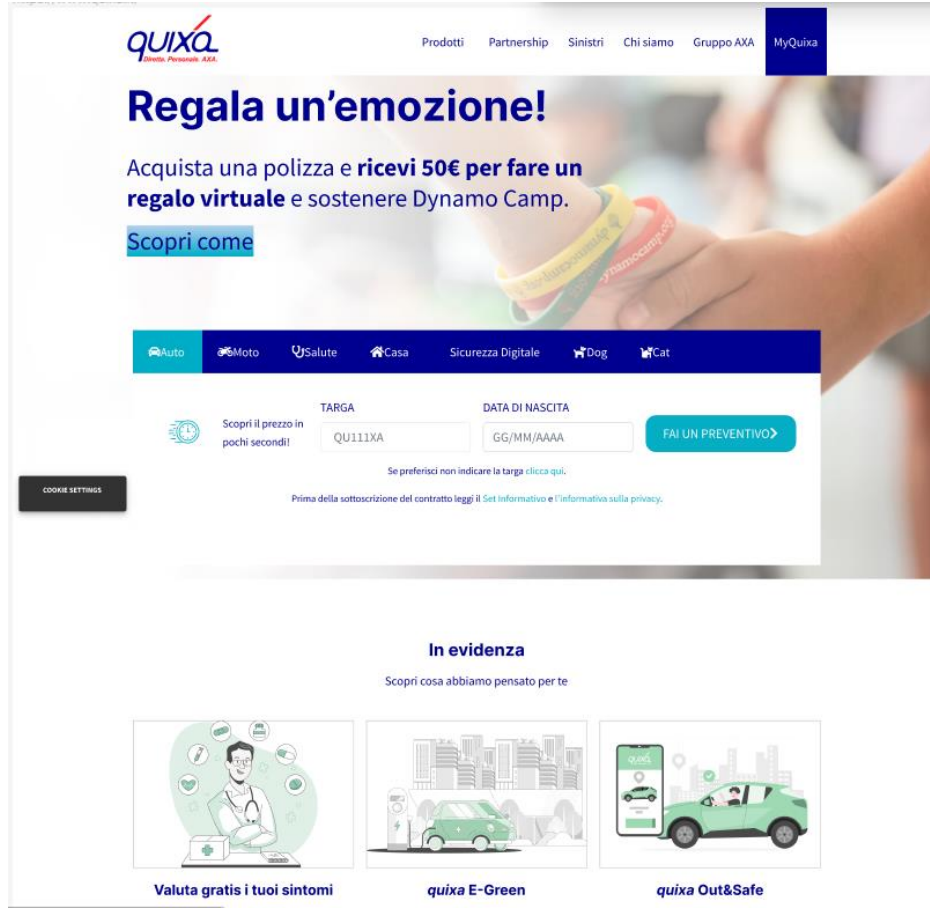 quixa
Diretta. Personale. AXA.
Prodotti Partnership Sinistri Chi siamo Gruppo AXA MyQuixa
Regala un'emozione!
Acquista una polizza e ricevi 50€ per fare un
regalo virtuale e sostenere Dynamo Camp.
Scopri come
Auto Moto Salute Casa Sicurezza Digitale Dog Cat
Scopri il prezzo in
pochi secondi!
TARGA
QU111XA
DATA DI NASCITA
GG/MM/AAAA
FAI UN PREVENTIVO
Se preferisci non indicare la targa clicca qui.
Prima della sottoscrizione del contratto leggi il Set Informativo e l'informativa sulla privacy.
COOKIE SETTINGS
In evidenza
Scopri cosa abbiamo pensato per te
quixa
Valuta gratis i tuoi sintomi
quixa E-Green
quixa Out&Safe